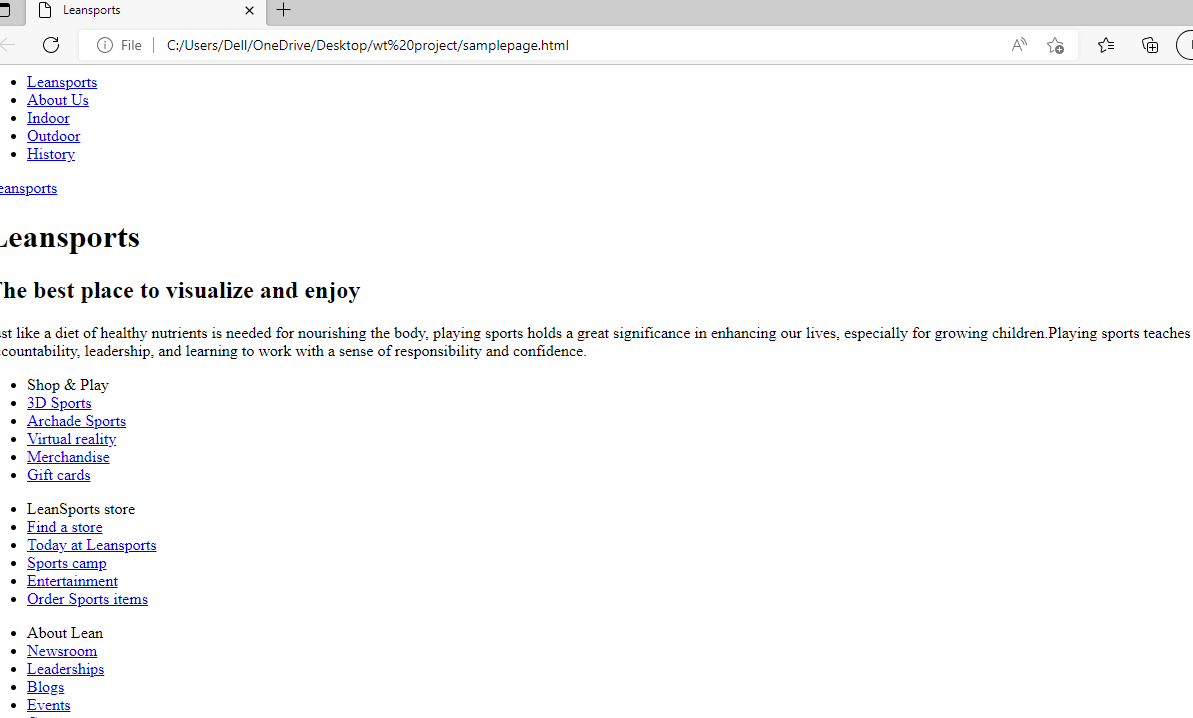 Leansports
File C:/Users/Dell/OneDrive/Desktop/wt%20project/samplepage.html
Leansports
About Us
Indoor
Outdoor
History
eansports
Leansports
The best place to visualize and enjoy
ust like a diet of healthy nutrients is needed for nourishing the body, playing sports holds a great significance in enhancing our lives, especially for growing children.Playing sports teaches
ccountability, leadership, and learning to work with a sense of responsibility and confidence.
Shop & Play
3D Sports
Archade Sports
Virtual reality
Merchandise
Gift cards
LeanSports store
Find a store
Today at Leansports
Sports camp
Entertainment
Order Sports items
About Lean
Newsroom
Leaderships
Blogs
Events